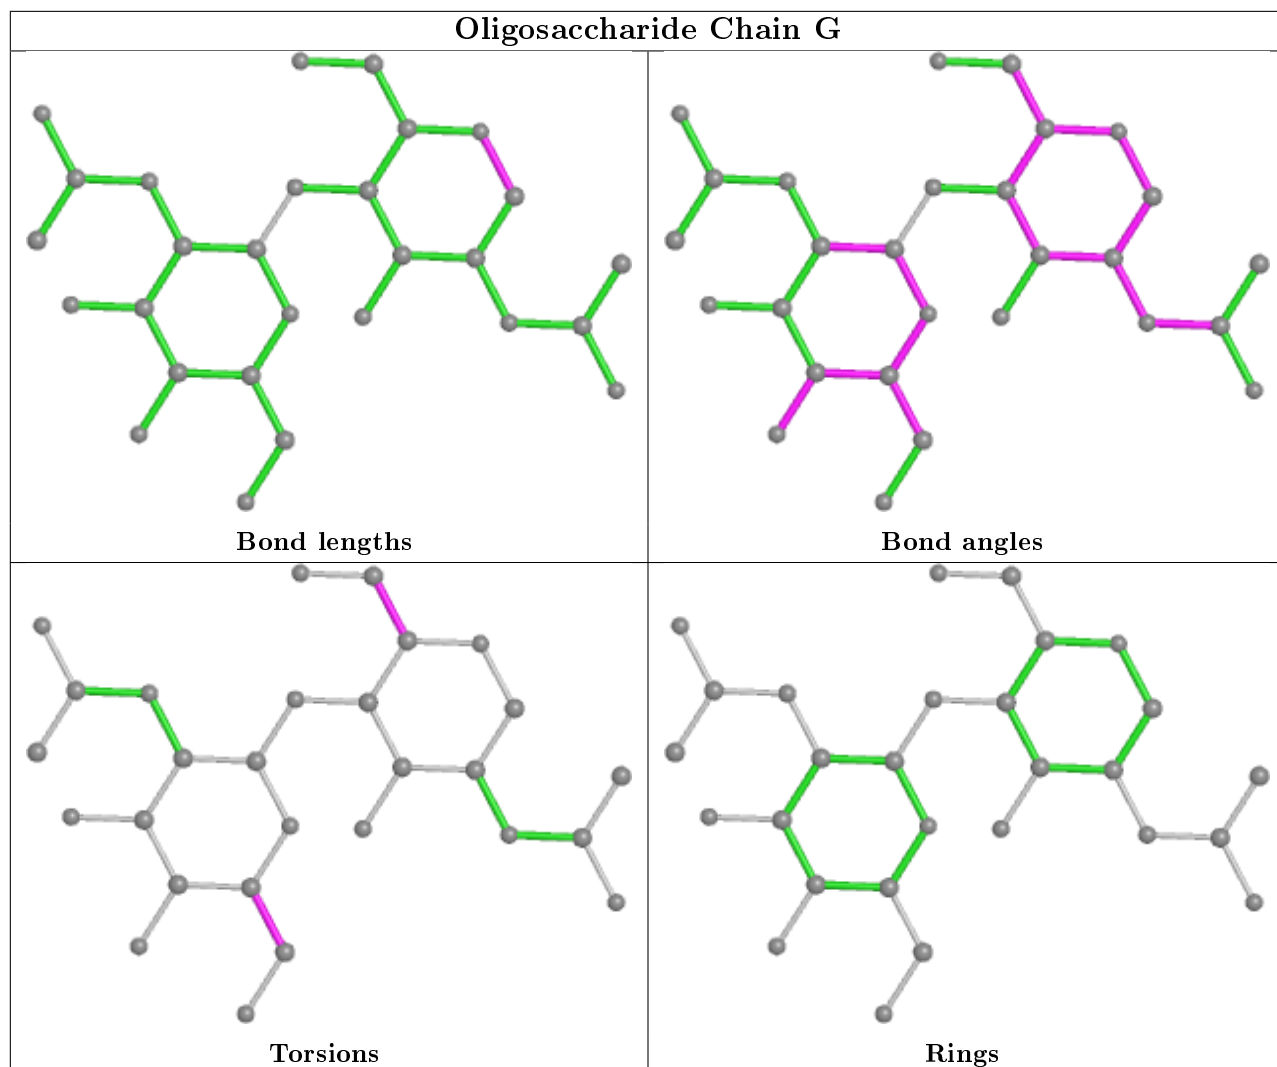 Oligosaccharide Chain G
Bond lengths
Bond angles
Torsions
Rings